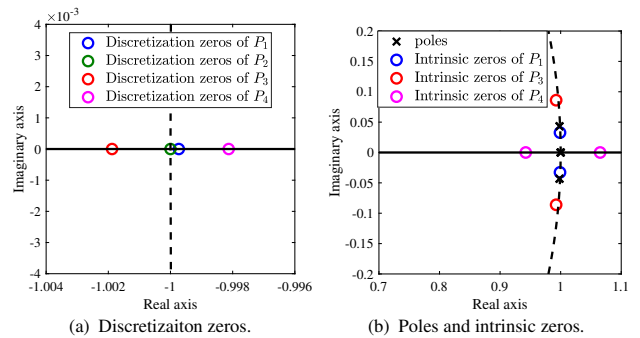 ×10⁻³
4
3
2
1
0
-1
-2
-3
-4
-1.004
-1.002
-1
-0.998
-0.996
Imaginary axis
Real axis
Discretization zeros of P₁
Discretization zeros of P₂
Discretization zeros of P₃
Discretization zeros of P₄
(a) Discretizaiton zeros.
0.2
0.15
0.1
0.05
0
-0.05
-0.1
-0.15
-0.2
0.7
0.8
0.9
1
1.1
Imaginary axis
Real axis
poles
Intrinsic zeros of P₁
Intrinsic zeros of P₃
Intrinsic zeros of P₄
(b) Poles and intrinsic zeros.